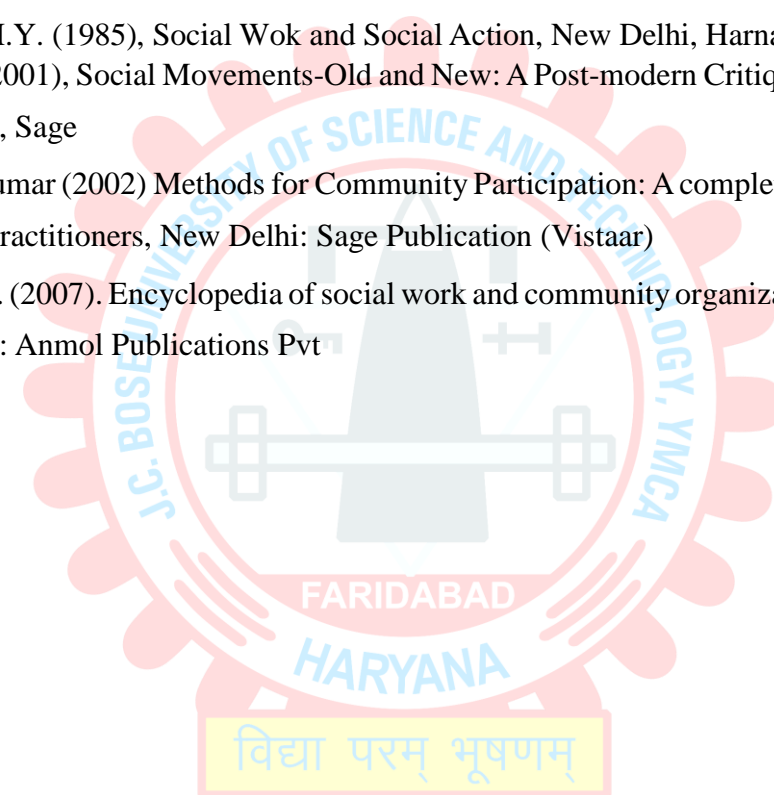 I.Y. (1985), Social Wok and Social Action, New Delhi, Harna
2001), Social Movements-Old and New: A Post-modern Critiq
, Sage
umar (2002) Methods for Community Participation: A comple
ractitioners, New Delhi: Sage Publication (Vistaar)
. (2007). Encyclopedia of social work and community organiza
: Anmol Publications Pvt
J.C. BOSE UNIVERSITY OF SCIENCE AND TECHNOLOGY, YMCA
FARIDABAD
HARYANA
विद्या परम् भूषणम्